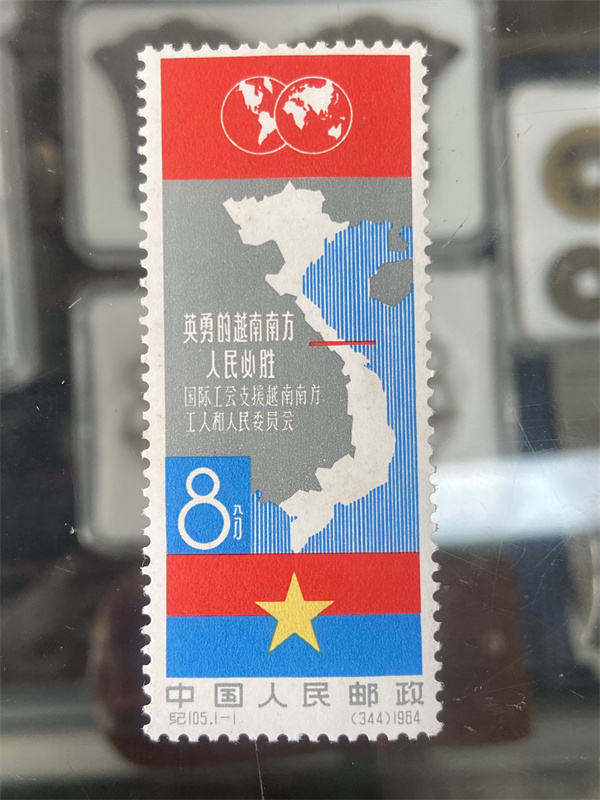 英勇的越南南方
人民必胜
国际工会支援越南南方
工人和人民委员会
8分
中国人民邮政
纪105.1-1 (344)1964